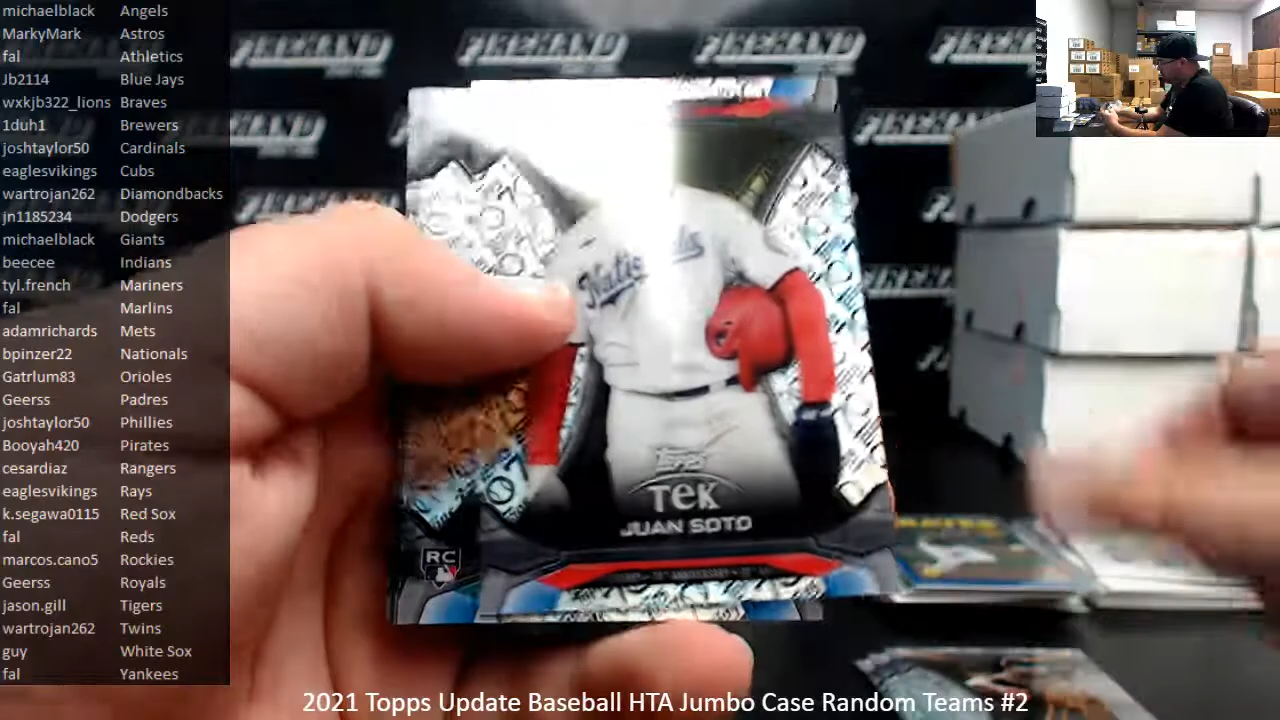 michaelblack Angels
MarkyMark Astros
fal Athletics
Jb2114 Blue Jays
wxkjb322_lions Braves
1duh1 Brewers
joshtaylor50 Cardinals
eaglesvikings Cubs
wartrojan262 Diamondbacks
jn1185234 Dodgers
michaelblack Giants
beecee Indians
tyl.french Mariners
fal Marlins
adamrichards Mets
bpinzer22 Nationals
Gatrlum83 Orioles
Geerss Padres
joshtaylor50 Phillies
Booyah420 Pirates
cesardiaz Rangers
eaglesvikings Rays
k.segawa0115 Red Sox
fal Reds
marcos.cano5 Rockies
Geerss Royals
jason.gill Tigers
wartrojan262 Twins
guy White Sox
fal Yankees
FIREHAND FIREHAND FIREHAND
topps
TEK
JUAN SOTO
RC
2021 Topps Update Baseball HTA Jumbo Case Random Teams #2